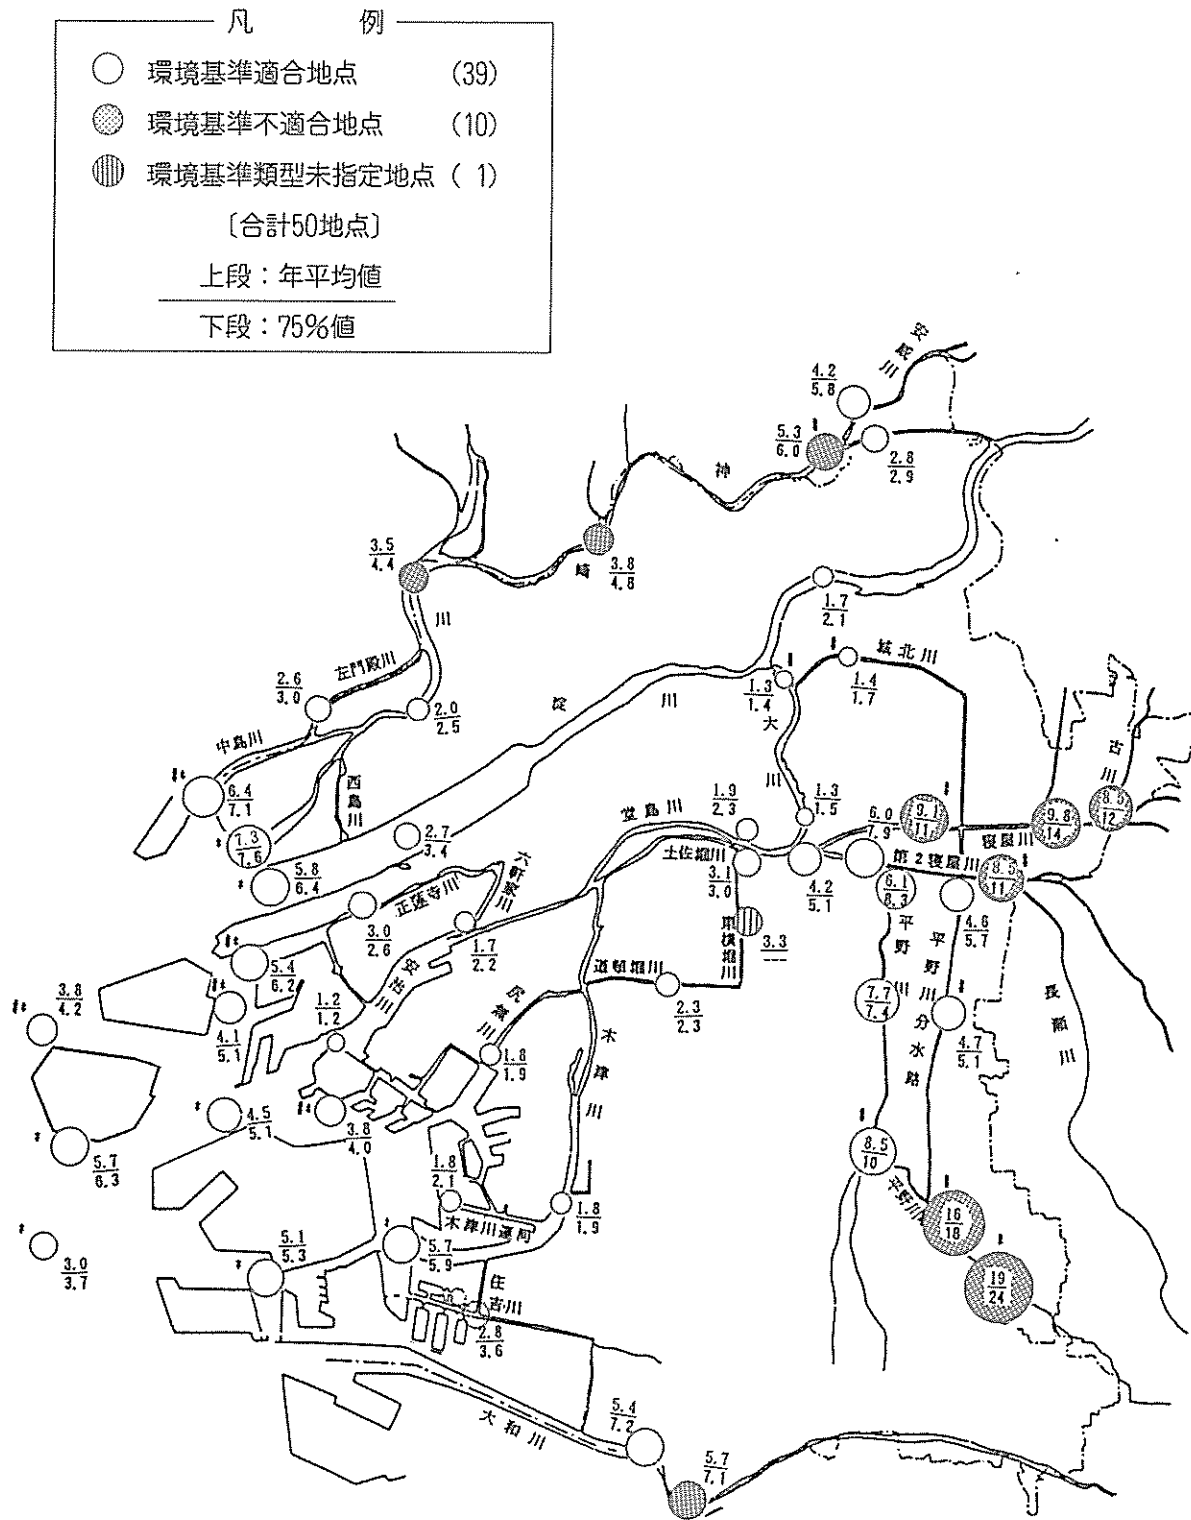 凡 例
環境基準適合地点 (39)
環境基準不適合地点 (10)
環境基準類型未指定地点 ( 1)
〔合計50地点〕
上段：年平均値
下段：75%値
安威川
4.2
5.8
5.3
6.0
2.8
2.9
神
崎
川
3.5
4.4
3.8
4.8
1.7
2.1
城北川
1.4
1.7
1.3
1.4
左門殿川
2.6
3.0
2.0
2.5
淀
川
大
川
中島川
西島川
6.4
7.1
7.3
7.6
5.8
6.4
2.7
3.4
堂島川
1.9
2.3
1.3
1.5
6.0
7.9
9.1
11
9.8
14
8.5
12
古川
寝屋川
第2寝屋川
8.5
11
土佐堀川
3.1
3.0
4.2
5.1
6.1
8.3
4.6
5.7
六軒家川
正蓮寺川
3.0
2.6
1.7
2.2
東横堀川
3.3
---
平野川
平野川分水路
長瀬川
5.4
6.2
安治川
道頓堀川
2.3
2.3
7.7
7.4
4.7
5.1
3.8
4.2
4.1
5.1
1.2
1.2
尻無川
1.8
1.9
木津川
4.5
5.1
3.8
4.0
5.7
6.3
8.5
10
平野川
1.8
2.1
1.8
1.9
木津川運河
16
18
3.0
3.7
5.1
5.3
5.7
5.9
住吉川
2.8
3.6
19
24
大和川
5.4
7.2
5.7
7.1